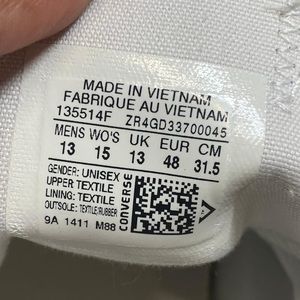 MADE IN VIETNAM
FABRIQUE AU VIETNAM
135514F ZR4GD33700045
MENS WO'S UK EUR CM
13 15 13 48 31.5
GENDER: UNISEX
UPPER TEXTILE
LINING: TEXTILE
OUTSOLE: TEXTILE/RUBBER
9A 1411 M88
CONVERSE